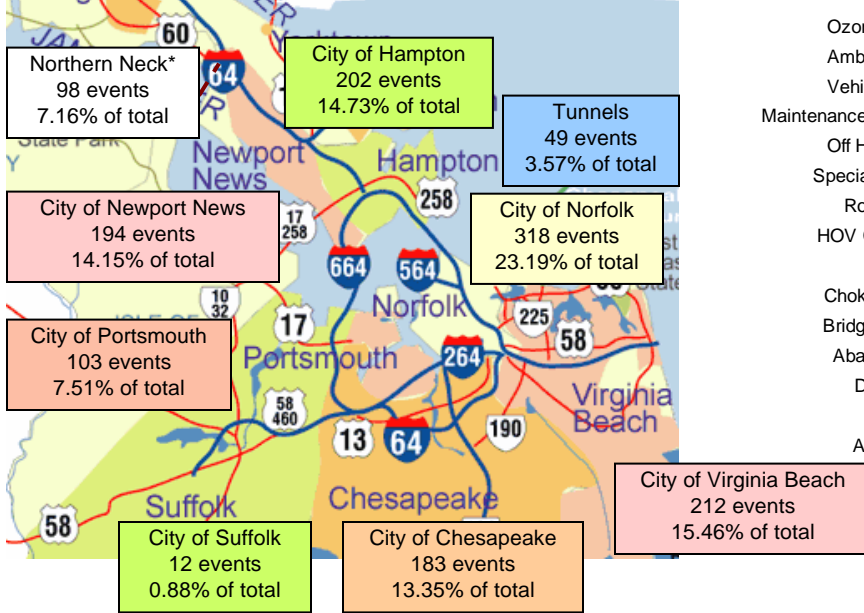 60
Northern Neck*
98 events
7.16% of total
64
City of Hampton
202 events
14.73% of total
Tunnels
49 events
3.57% of total
State Park
Newport
News
Hampton
258
City of Newport News
194 events
14.15% of total
17
258
City of Norfolk
318 events
23.19% of total
664
564
Norfolk
10
32
17
225
58
City of Portsmouth
103 events
7.51% of total
Portsmouth
264
Virginia
Beach
58
460
13
64
190
Suffolk
Chesapeake
58
City of Virginia Beach
212 events
15.46% of total
City of Suffolk
12 events
0.88% of total
City of Chesapeake
183 events
13.35% of total
Maintenance
Off H
HOV